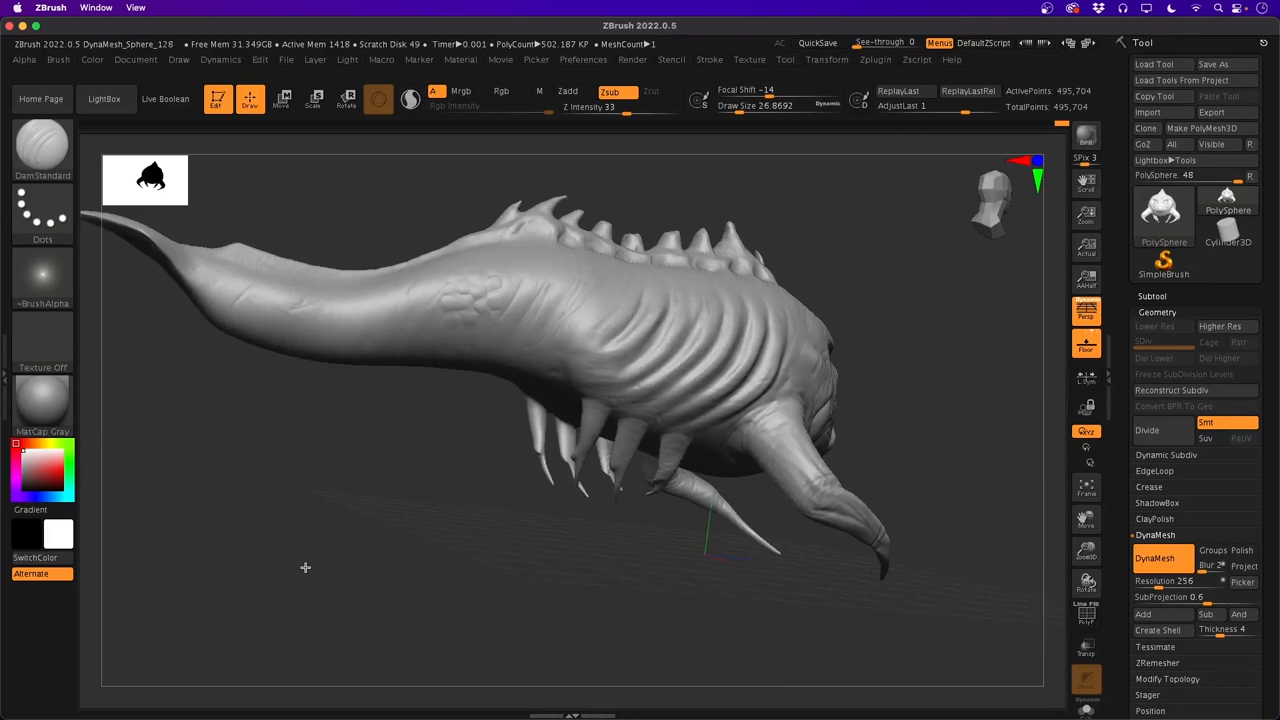 ZBrush Window View
ZBrush 2022.0.5
ZBrush 2022.0.5 DynaMesh_Sphere_128 • Free Mem 31.349GB • Active Mem 1418 • Scratch Disk 49 • Timer▶0.001 • PolyCount▶502.187 KP • MeshCount▶1
AC QuickSave See-through 0 Menus DefaultZScript
Alpha Brush Color Document Draw Dynamics Edit File Layer Light Macro Marker Material Movie Picker Preferences Render Stencil Stroke Texture Tool Transform Zplugin Zscript Help
Home Page LightBox Live Boolean Edit Draw Move Scale Rotate
A Mrgb Rgb M Zadd Zsub Zcut
Rgb Intensity Z Intensity 33
Focal Shift -14
Draw Size 26.8692 Dynamic
ReplayLast ReplayLastRel
AdjustLast 1
ActivePoints: 495,704
TotalPoints: 495,704
DamStandard
Dots
~BrushAlpha
Texture Off
MatCap Gray
Gradient
SwitchColor
Alternate
BPR
SPix 3
Scroll
Zoom
Actual
AAHalf
Dynamic
Persp
Floor
L.Sym
XYZ
Frame
Move
Zoom3D
Rotate
Line Fill
PolyF
Transp
Dynamic
Tool
Load Tool Save As
Load Tools From Project
Copy Tool Paste Tool
Import Export
Clone Make PolyMesh3D
GoZ All Visible R
Lightbox▶Tools
PolySphere. 48 R
PolySphere
PolySphere
Cylinder3D
SimpleBrush
Subtool
Geometry
Lower Res Higher Res
SDiv Cage Rstr
Del Lower Del Higher
Freeze SubDivision Levels
Reconstruct Subdiv
Convert BPR To Geo
Divide Smt
Suv ReUV
Dynamic Subdiv
EdgeLoop
Crease
ShadowBox
ClayPolish
DynaMesh
DynaMesh Groups Polish
Blur 2 Project
Resolution 256 Picker
SubProjection 0.6
Add Sub And
Create Shell Thickness 4
Tessimate
ZRemesher
Modify Topology
Stager
Position